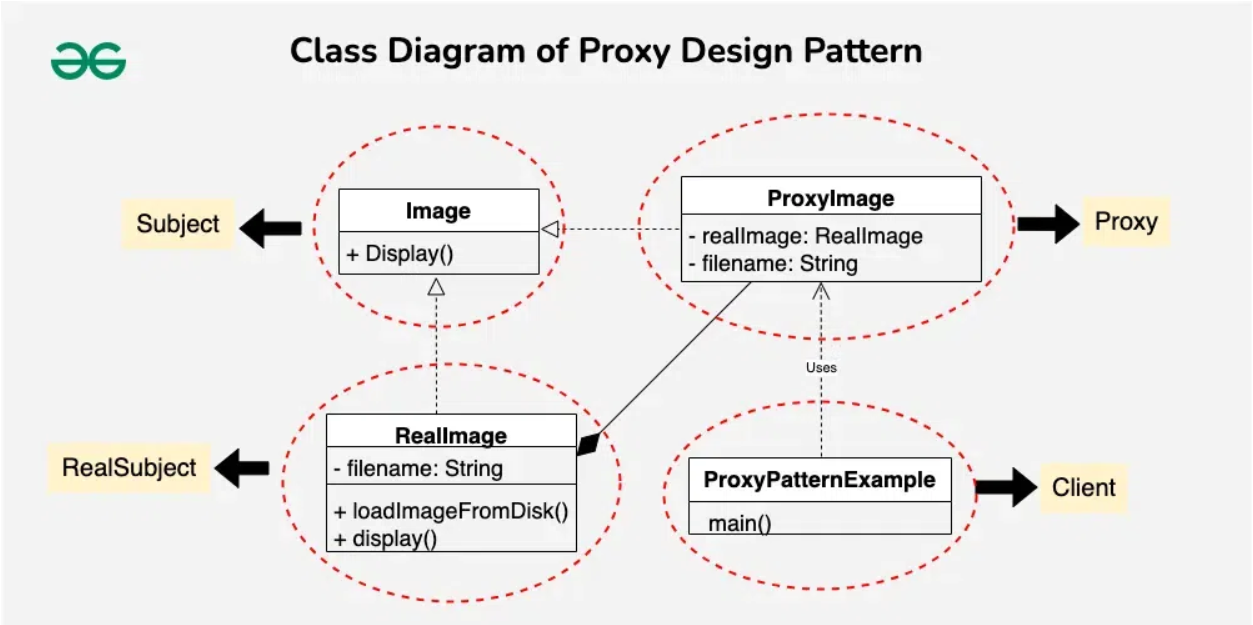 Class Diagram of Proxy Design Pattern
Subject
Image
+ Display()
ProxyImage
- realImage: RealImage
- filename: String
Proxy
Uses
RealSubject
RealImage
- filename: String
+ loadImageFromDisk()
+ display()
ProxyPatternExample
main()
Client